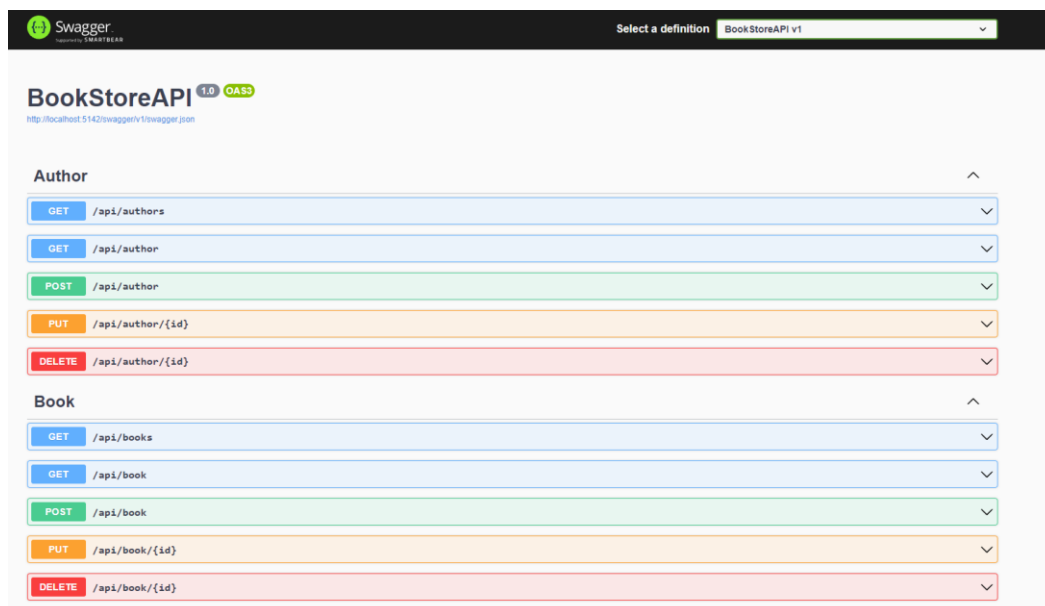 {··} Swagger.
Supported by SMARTBEAR
Select a definition BookStoreAPI v1
BookStoreAPI 1.0 OAS3
http://localhost:5142/swagger/v1/swagger.json
Author
GET /api/authors
GET /api/author
POST /api/author
PUT /api/author/{id}
DELETE /api/author/{id}
Book
GET /api/books
GET /api/book
POST /api/book
PUT /api/book/{id}
DELETE /api/book/{id}